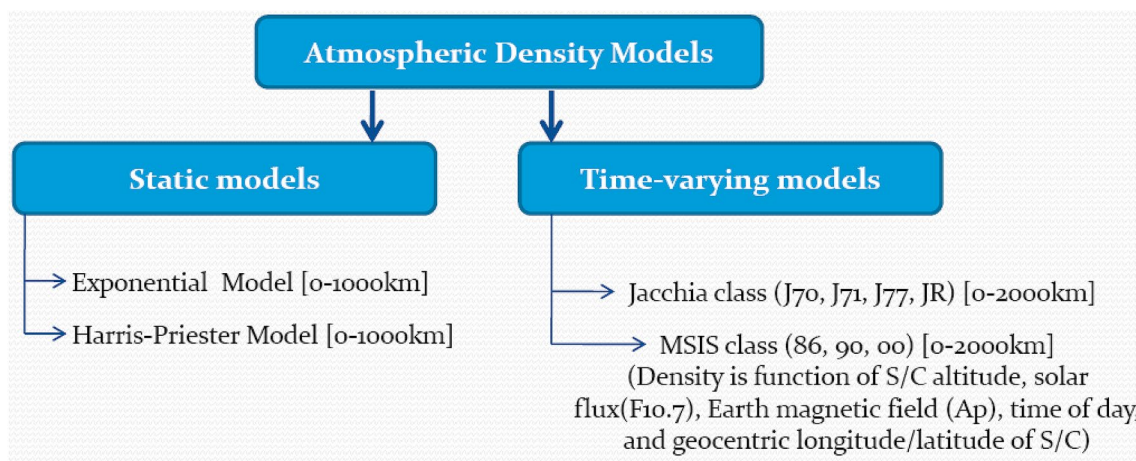 Atmospheric Density Models
Static models
Time-varying models
Exponential Model [0-1000km]
Harris-Priester Model [0-1000km]
Jacchia class (J70, J71, J77, JR) [0-2000km]
MSIS class (86, 90, 00) [0-2000km]
(Density is function of S/C altitude, solar
flux(F10.7), Earth magnetic field (Ap), time of day,
and geocentric longitude/latitude of S/C)